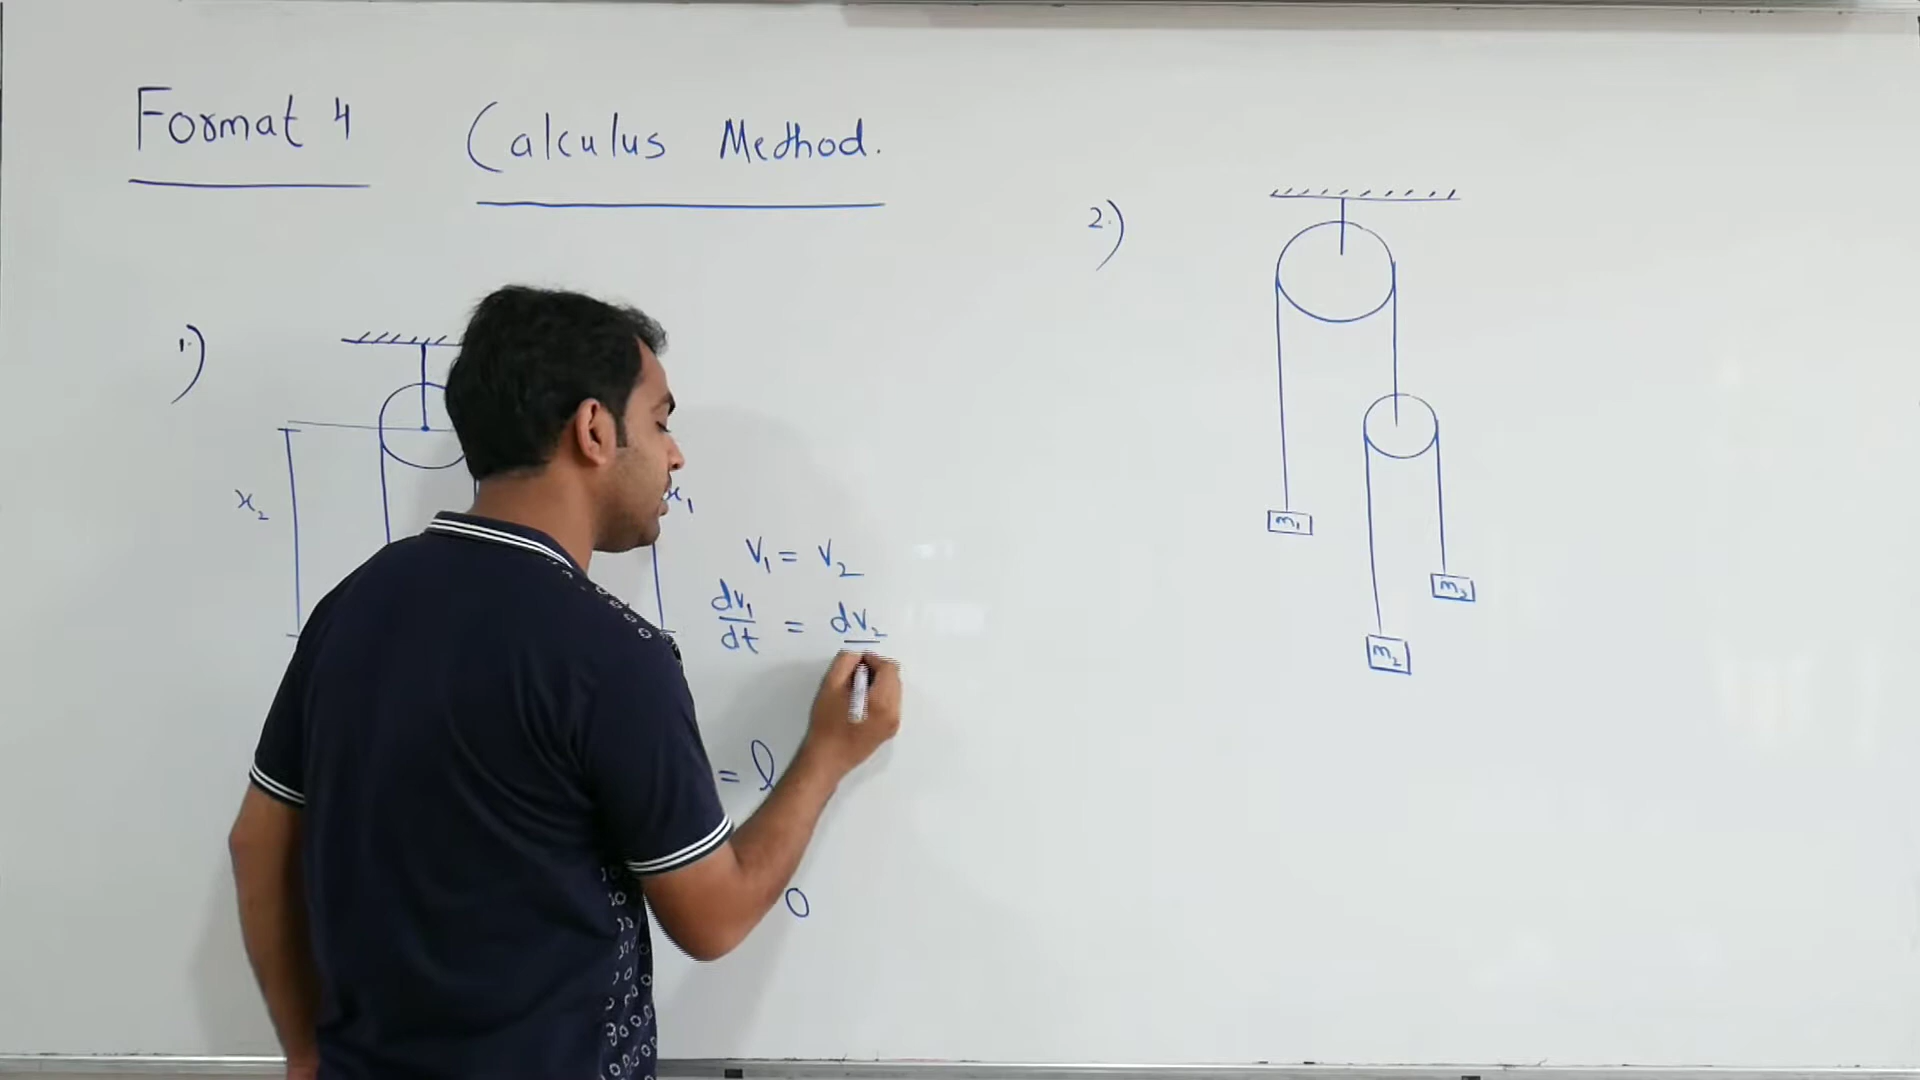 Format 4
Calculus Method.
1.)
x₂
x₁
V₁ = V₂
dV₁/dt = dV₂
= l
0
2.)
m₁
m₃
m₂